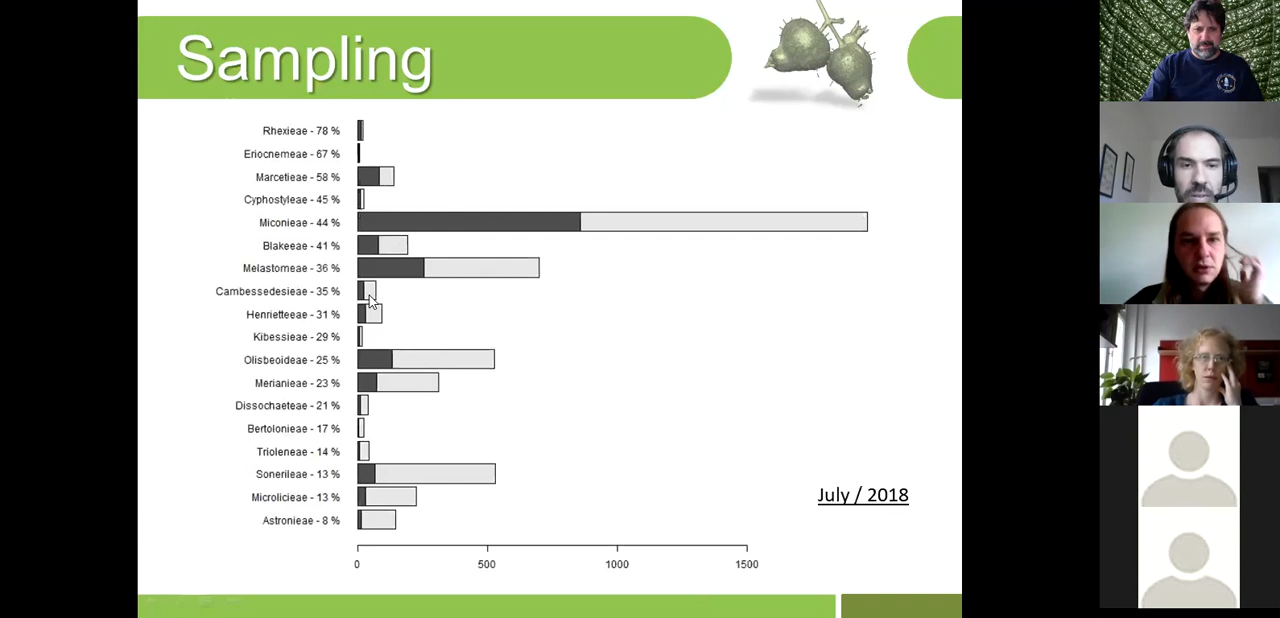 Sampling
Rhexieae - 78 %
Eriocnemeae - 67 %
Marcetieae - 58 %
Cyphostyleae - 45 %
Miconieae - 44 %
Blakeeae - 41 %
Melastomeae - 36 %
Cambessedesieae - 35 %
Henrietteeae - 31 %
Kibessieae - 29 %
Olisbeoideae - 25 %
Merianieae - 23 %
Dissochaeteae - 21 %
Bertolonieae - 17 %
Trioleneae - 14 %
Sonerileae - 13 %
Microlicieae - 13 %
Astronieae - 8 %
July / 2018
0 500 1000 1500